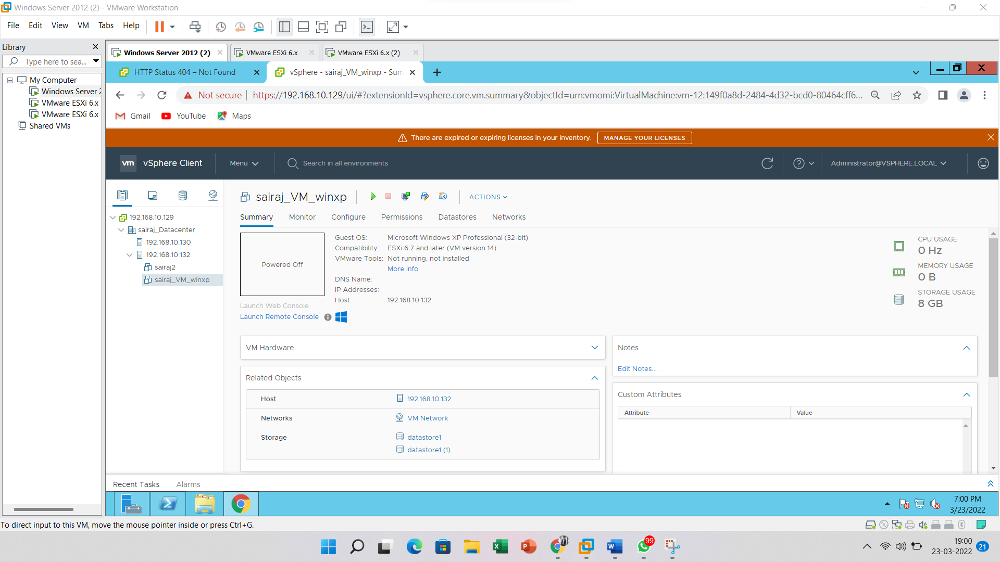 Windows Server 2012 (2) - VMware Workstation
File Edit View VM Tabs Help
Library
Type here to sea...
My Computer
Windows Server 2
VMware ESXi 6.x
VMware ESXi 6.x
Shared VMs
Windows Server 2012 (2)
VMware ESXi 6.x
VMware ESXi 6.x (2)
HTTP Status 404 – Not Found
vSphere - sairaj_VM_winxp - Sum
Not secure | https://192.168.10.129/ui/#?extensionId=vsphere.core.vm.summary&objectId=urn:vmomi:VirtualMachine:vm-12:149f0a8d-2484-4d32-bcd0-80464cff6...
Gmail YouTube Maps
There are expired or expiring licenses in your inventory. MANAGE YOUR LICENSES
vm vSphere Client Menu Search in all environments Administrator@VSPHERE.LOCAL
192.168.10.129
sairaj_Datacenter
192.168.10.130
192.168.10.132
sairaj2
sairaj_VM_winxp
sairaj_VM_winxp ACTIONS
Summary Monitor Configure Permissions Datastores Networks
Powered Off
Launch Web Console
Launch Remote Console
Guest OS: Microsoft Windows XP Professional (32-bit)
Compatibility: ESXi 6.7 and later (VM version 14)
VMware Tools: Not running, not installed
More info
DNS Name:
IP Addresses:
Host: 192.168.10.132
CPU USAGE
0 Hz
MEMORY USAGE
0 B
STORAGE USAGE
8 GB
VM Hardware
Related Objects
Host 192.168.10.132
Networks VM Network
Storage datastore1
datastore1 (1)
Notes
Edit Notes...
Custom Attributes
Attribute Value
Recent Tasks Alarms
7:00 PM
3/23/2022
To direct input to this VM, move the mouse pointer inside or press Ctrl+G.
99
19:00
23-03-2022
21